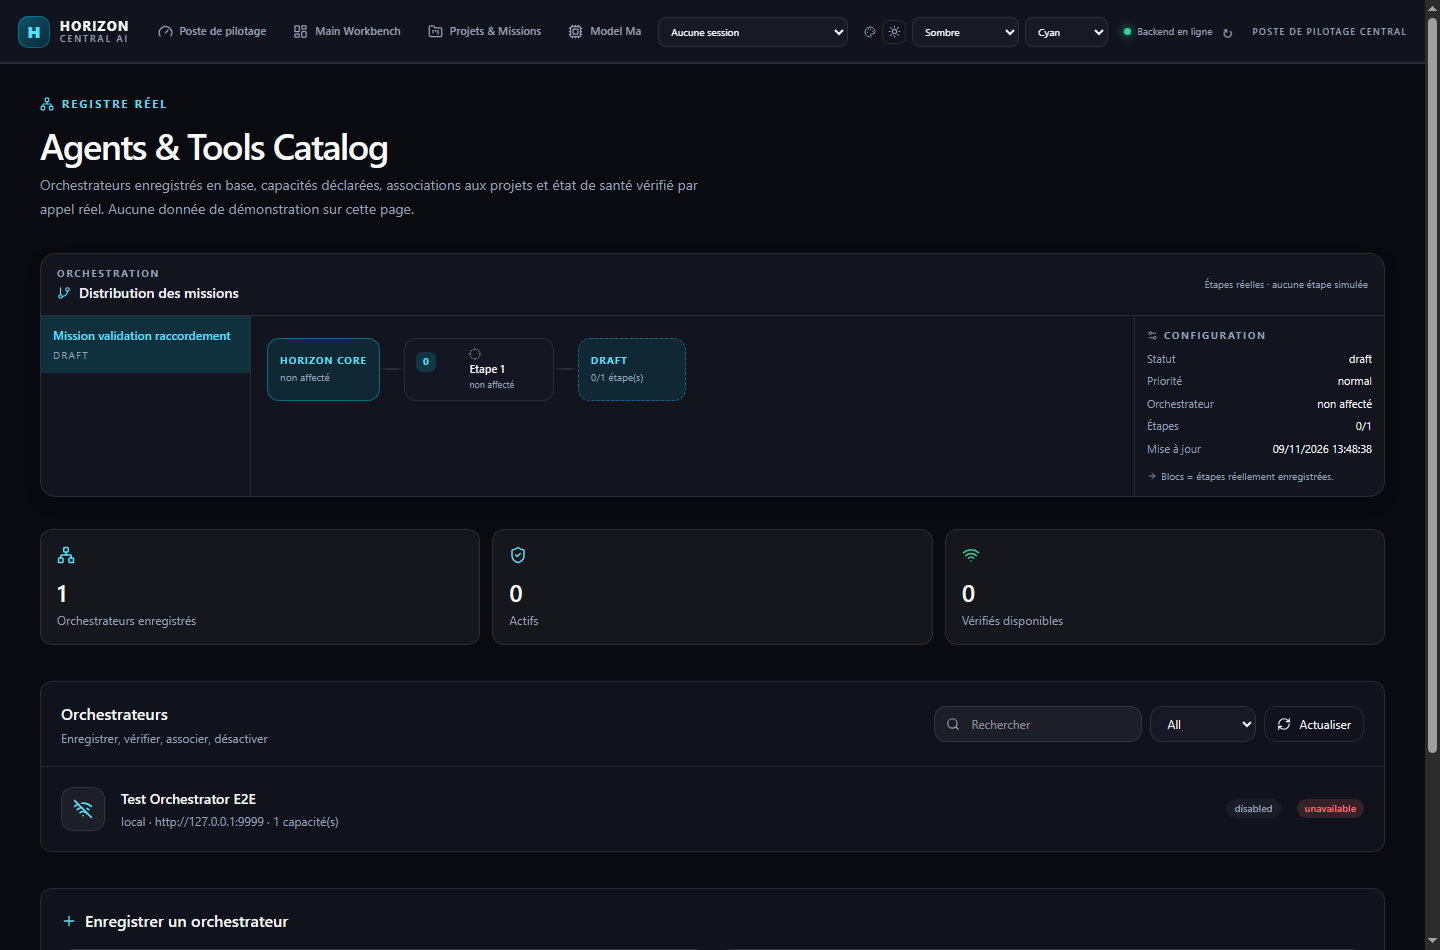 H
HORIZON
CENTRAL AI
Poste de pilotage
Main Workbench
Projets & Missions
Model Ma
Aucune session
Sombre
Cyan
Backend en ligne
POSTE DE PILOTAGE CENTRAL
REGISTRE RÉEL
Agents & Tools Catalog
Orchestrateurs enregistrés en base, capacités déclarées, associations aux projets et état de santé vérifié par
appel réel. Aucune donnée de démonstration sur cette page.
ORCHESTRATION
Distribution des missions
Étapes réelles · aucune étape simulée
Mission validation raccordement
DRAFT
HORIZON CORE
non affecté
0
Etape 1
non affecté
DRAFT
0/1 étape(s)
CONFIGURATION
Statut draft
Priorité normal
Orchestrateur non affecté
Étapes 0/1
Mise à jour 09/11/2026 13:48:38
→ Blocs = étapes réellement enregistrées.
1
Orchestrateurs enregistrés
0
Actifs
0
Vérifiés disponibles
Orchestrateurs
Enregistrer, vérifier, associer, désactiver
Rechercher
All
Actualiser
Test Orchestrator E2E
local · http://127.0.0.1:9999 · 1 capacité(s)
disabled
unavailable
+ Enregistrer un orchestrateur